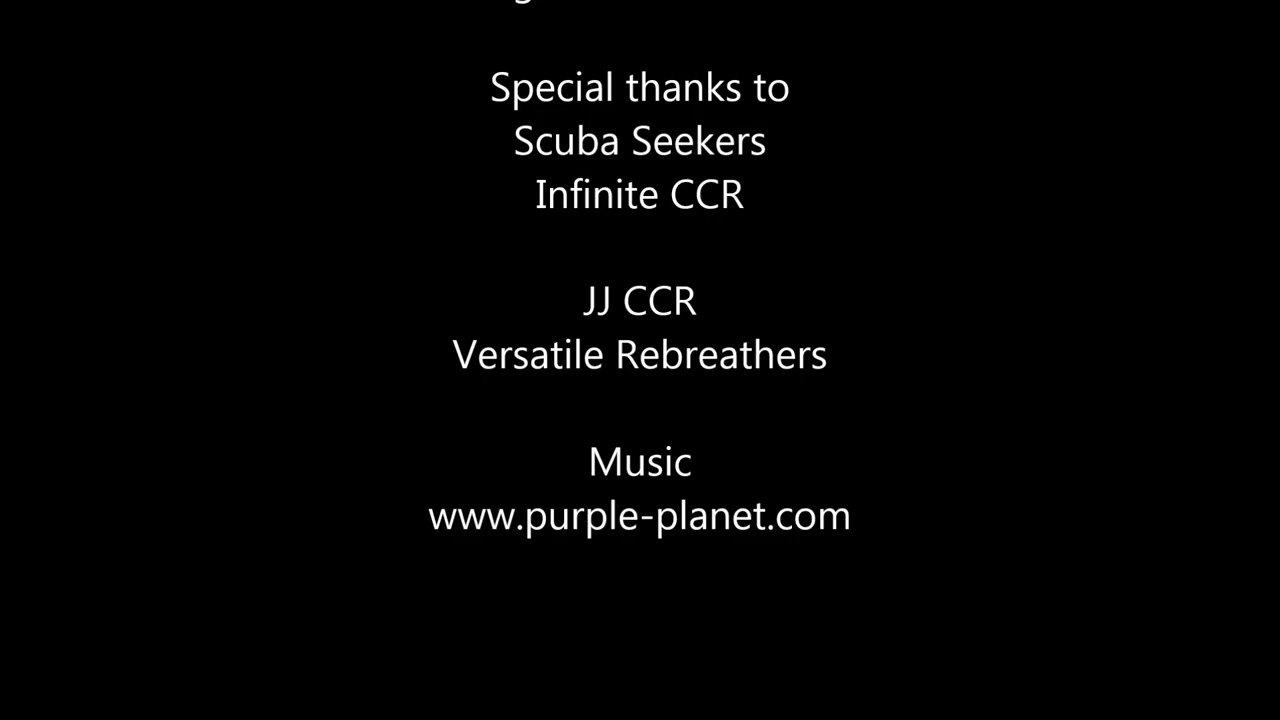 Special thanks to
Scuba Seekers
Infinite CCR
JJ CCR
Versatile Rebreathers
Music
www.purple-planet.com